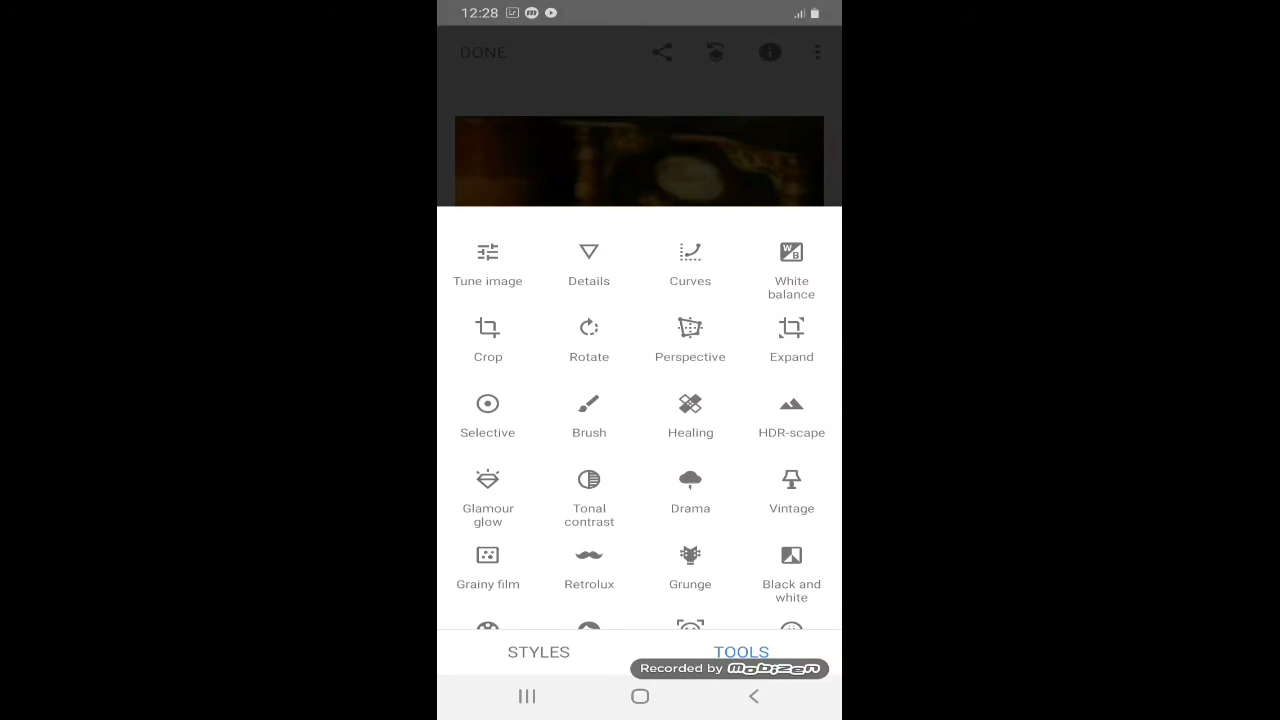 12:28
DONE
Tune image
Details
Curves
White
balance
Crop
Rotate
Perspective
Expand
Selective
Brush
Healing
HDR-scape
Glamour
glow
Tonal
contrast
Drama
Vintage
Grainy film
Retrolux
Grunge
Black and
white
STYLES
TOOLS
Recorded by mobizen